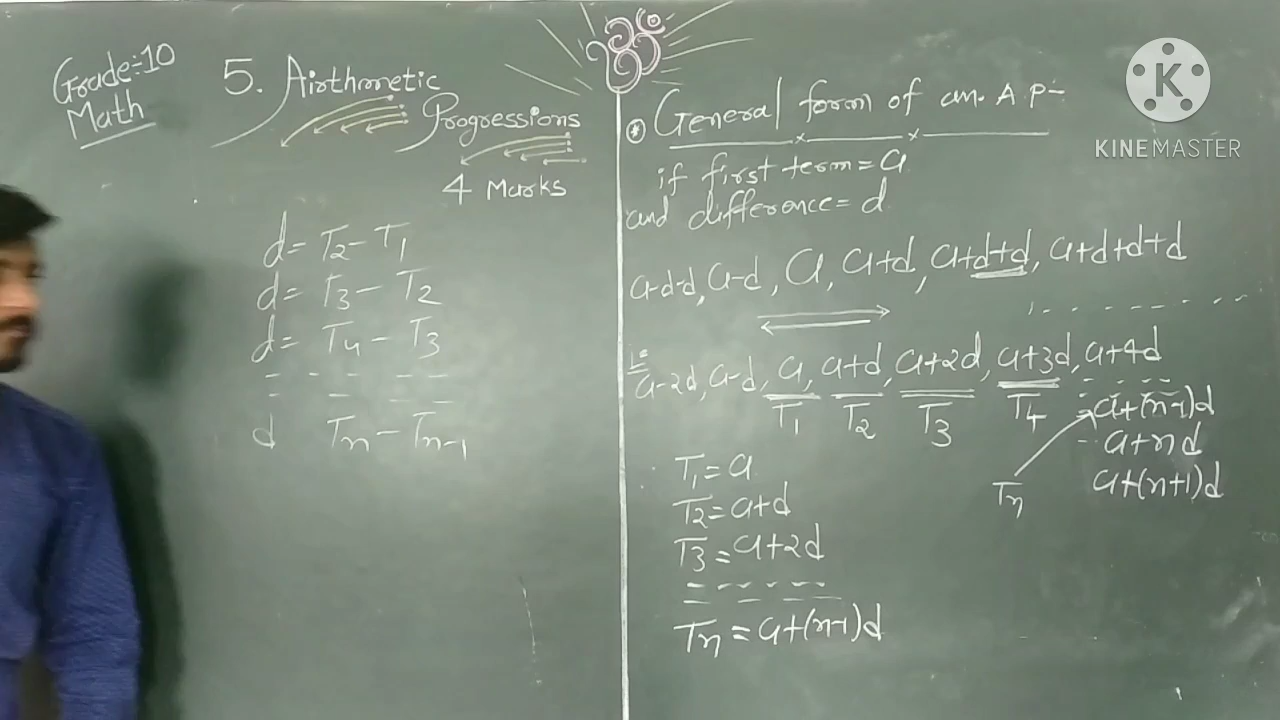 Grade:-10
Math
5. Airthmetic
Progressions
4 Marks
d = T2 - T1
d = T3 - T2
d = T4 - T3
- - - - -
- - - - -
d Tn - Tn-1
General form of an A.P-
if first term = a
and difference = d
a-d-d, a-d, a, a+d, a+d+d, a+d+d+d
- - - - - - -
a-2d, a-d, a, a+d, a+2d, a+3d, a+4d
T1 T2 T3 T4
a+(n-1)d
a+nd
a+(n+1)d
Tn
T1 = a
T2 = a+d
T3 = a+2d
- - - - - -
- - - - - -
Tn = a+(n-1)d
K
KINEMASTER